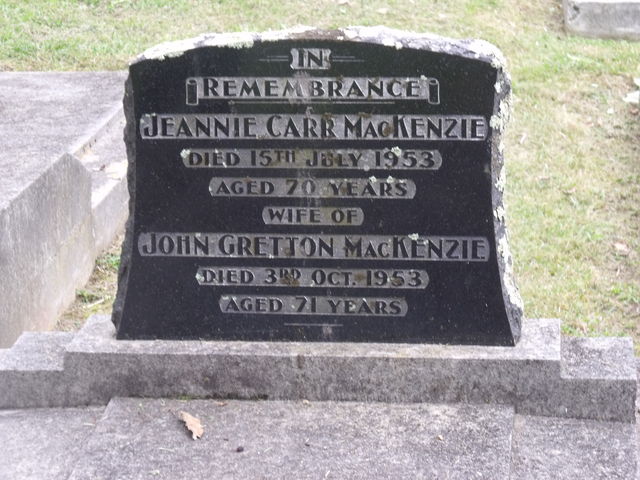 IN
REMEMBRANCE
JEANNIE CARR MACKENZIE
DIED 15TH JULY 1953
AGED 70 YEARS
WIFE OF
JOHN GRETTON MACKENZIE
DIED 3RD OCT. 1953
AGED 71 YEARS